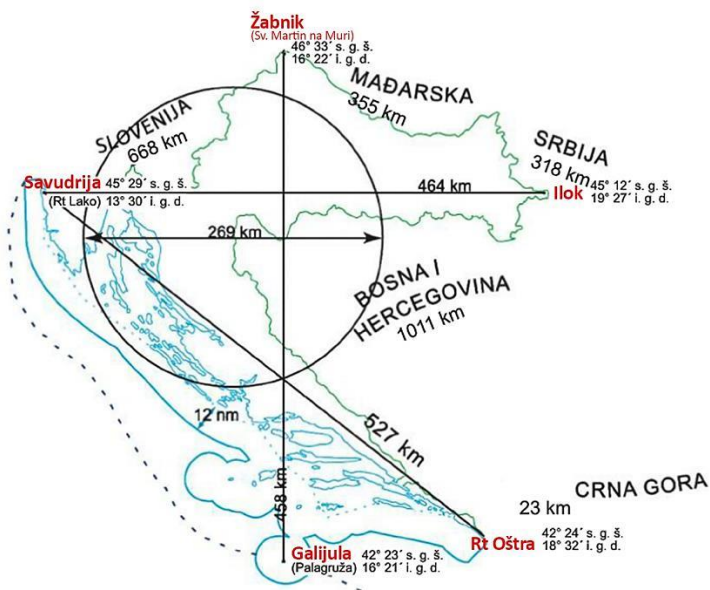 Žabnik
(Sv. Martin na Muri)
46° 33´ s. g. š.
16° 22´ i. g. d.
MAĐARSKA
355 km
SLOVENIJA
668 km
SRBIJA
318 km
Savudrija 45° 29´ s. g. š.
(Rt Lako) 13° 30´ i. g. d.
464 km
Ilok 45° 12´ s. g. š.
19° 27´ i. g. d.
269 km
BOSNA I
HERCEGOVINA
1011 km
12 nm
527 km
458 km
CRNA GORA
23 km
Rt Oštra 42° 24´ s. g. š.
18° 32´ i. g. d.
Galijula 42° 23´ s. g. š.
(Palagruža) 16° 21´ i. g. d.